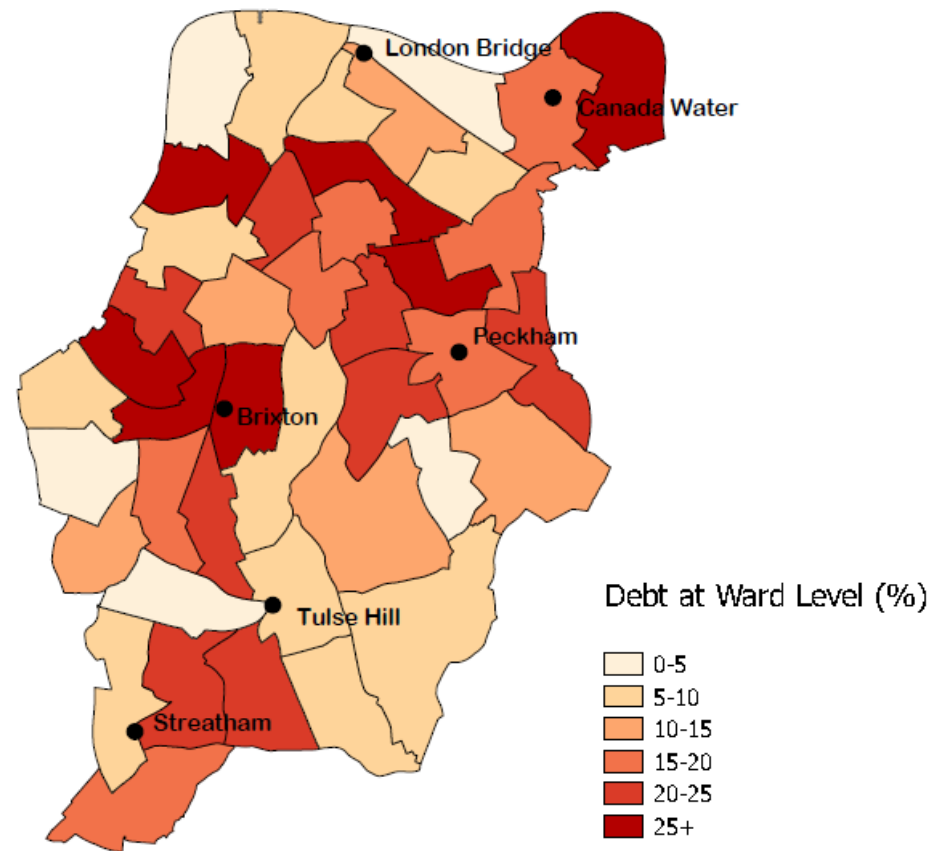 London Bridge
Canada Water
Peckham
Brixton
Tulse Hill
Streatham
Debt at Ward Level (%)
0-5
5-10
10-15
15-20
20-25
25+